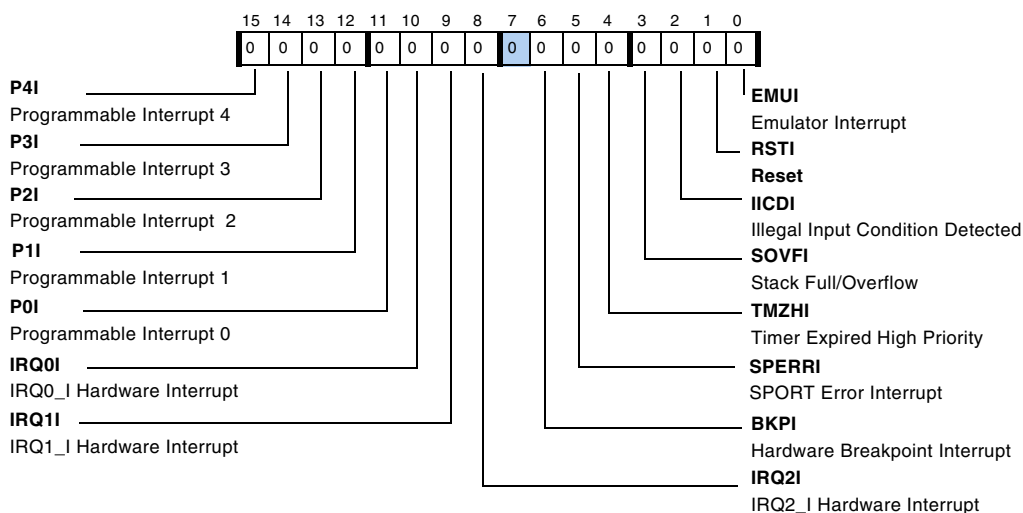 15 14 13 12 11 10 9 8 7 6 5 4 3 2 1 0
0 0 0 0 0 0 0 0 0 0 0 0 0 0 0 0
P4I
Programmable Interrupt 4
P3I
Programmable Interrupt 3
P2I
Programmable Interrupt 2
P1I
Programmable Interrupt 1
P0I
Programmable Interrupt 0
IRQ0I
IRQ0_I Hardware Interrupt
IRQ1I
IRQ1_I Hardware Interrupt
EMUI
Emulator Interrupt
RSTI
Reset
IICDI
Illegal Input Condition Detected
SOVFI
Stack Full/Overflow
TMZHI
Timer Expired High Priority
SPERRI
SPORT Error Interrupt
BKPI
Hardware Breakpoint Interrupt
IRQ2I
IRQ2_I Hardware Interrupt